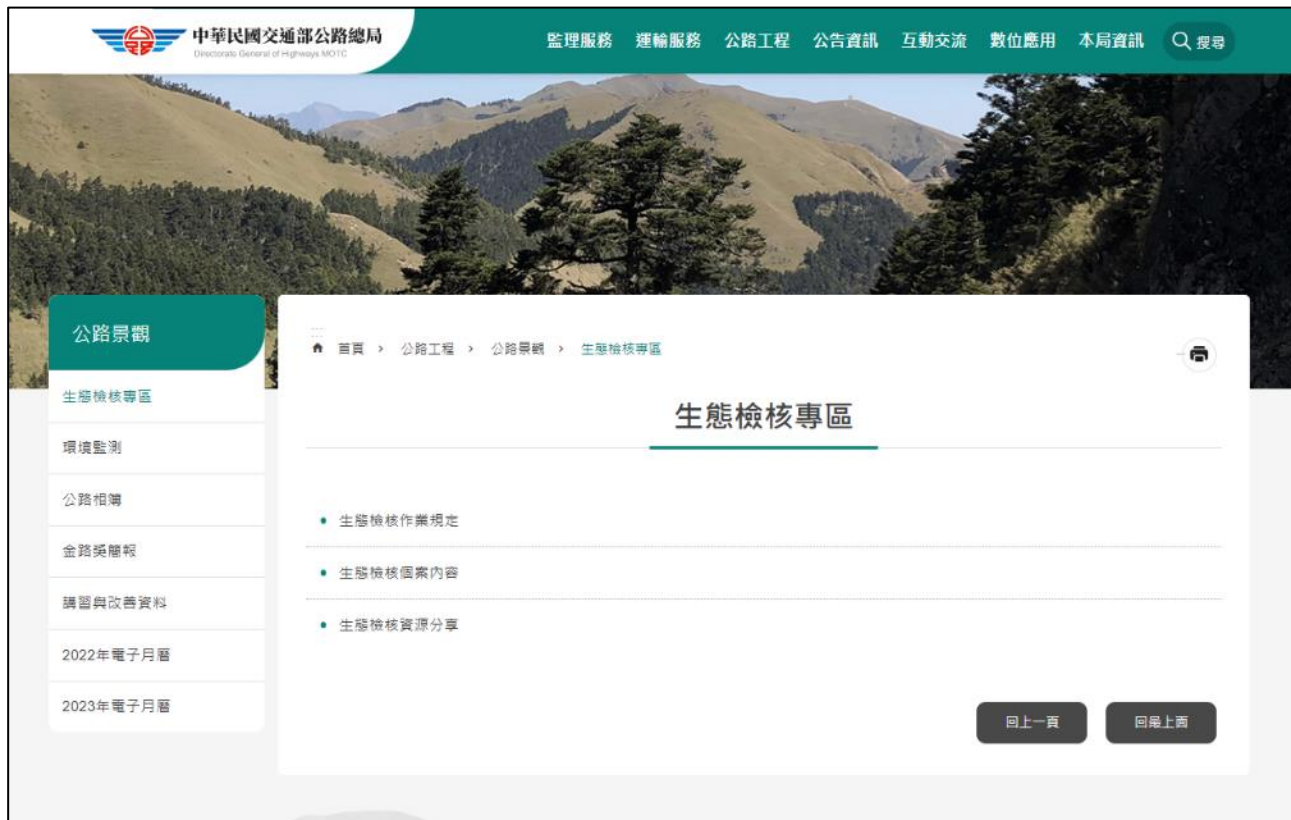 中華民國交通部公路總局
Directorate General of Highways MOTC
監理服務 運輸服務 公路工程 公告資訊 互動交流 數位應用 本局資訊 搜尋
公路景觀
生態檢核專區
環境監測
公路相簿
金路獎簡報
講習與改善資料
2022年電子月曆
2023年電子月曆
首頁 › 公路工程 › 公路景觀 › 生態檢核專區
生態檢核專區
生態檢核作業規定
生態檢核個案內容
生態檢核資源分享
回上一頁 回最上面